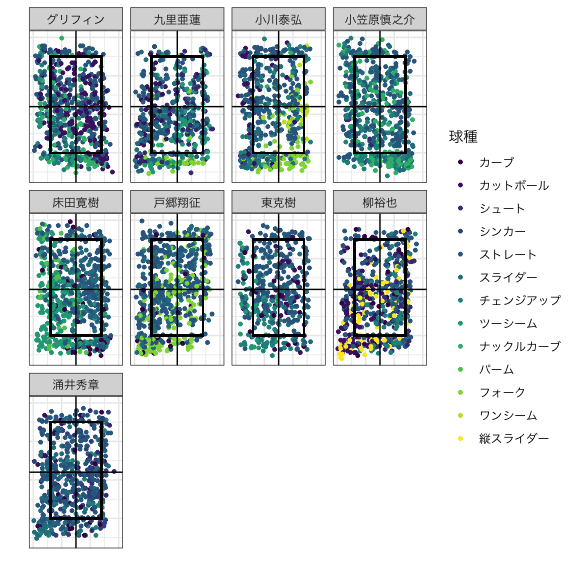 グリフィン
九里亜蓮
小川泰弘
小笠原慎之介
床田寛樹
戸郷翔征
東克樹
柳裕也
涌井秀章
球種
カーブ
カットボール
シュート
シンカー
ストレート
スライダー
チェンジアップ
ツーシーム
ナックルカーブ
パーム
フォーク
ワンシーム
縦スライダー